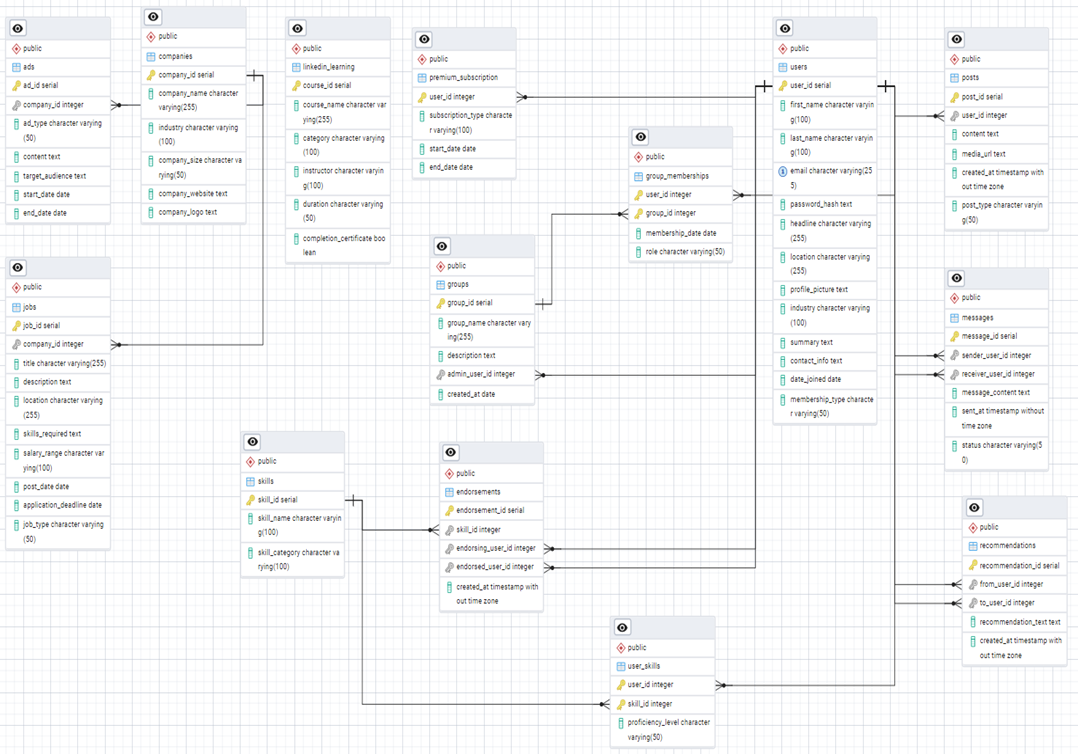 public
ads
ad_id serial
company_id integer
ad_type character varying
(50)
content text
target_audience text
start_date date
end_date date
public
companies
company_id serial
company_name character
varying(255)
industry character varying
(100)
company_size character va
rying(50)
company_website text
company_logo text
public
linkedin_learning
course_id serial
course_name character var
ying(255)
category character varying
(100)
instructor character varyin
g(100)
duration character varying
(50)
completion_certificate boo
lean
public
premium_subscription
user_id integer
subscription_type characte
r varying(100)
start_date date
end_date date
public
group_memberships
user_id integer
group_id integer
membership_date date
role character varying(50)
public
users
user_id serial
first_name character varyin
g(100)
last_name character varyin
g(100)
email character varying(25
5)
password_hash text
headline character varying
(255)
location character varying
(255)
profile_picture text
industry character varying
(100)
summary text
contact_info text
date_joined date
membership_type characte
r varying(50)
public
posts
post_id serial
user_id integer
content text
media_url text
created_at timestamp with
out time zone
post_type character varyin
g(50)
public
jobs
job_id serial
company_id integer
title character varying(255)
description text
location character varying
(255)
skills_required text
salary_range character var
ying(100)
post_date date
application_deadline date
job_type character varying
(50)
public
groups
group_id serial
group_name character vary
ing(255)
description text
admin_user_id integer
created_at date
public
messages
message_id serial
sender_user_id integer
receiver_user_id integer
message_content text
sent_at timestamp without
time zone
status character varying(5
0)
public
skills
skill_id serial
skill_name character varyin
g(100)
skill_category character va
rying(100)
public
endorsements
endorsement_id serial
skill_id integer
endorsing_user_id integer
endorsed_user_id integer
created_at timestamp with
out time zone
public
recommendations
recommendation_id serial
from_user_id integer
to_user_id integer
recommendation_text text
created_at timestamp with
out time zone
public
user_skills
user_id integer
skill_id integer
proficiency_level character
varying(50)